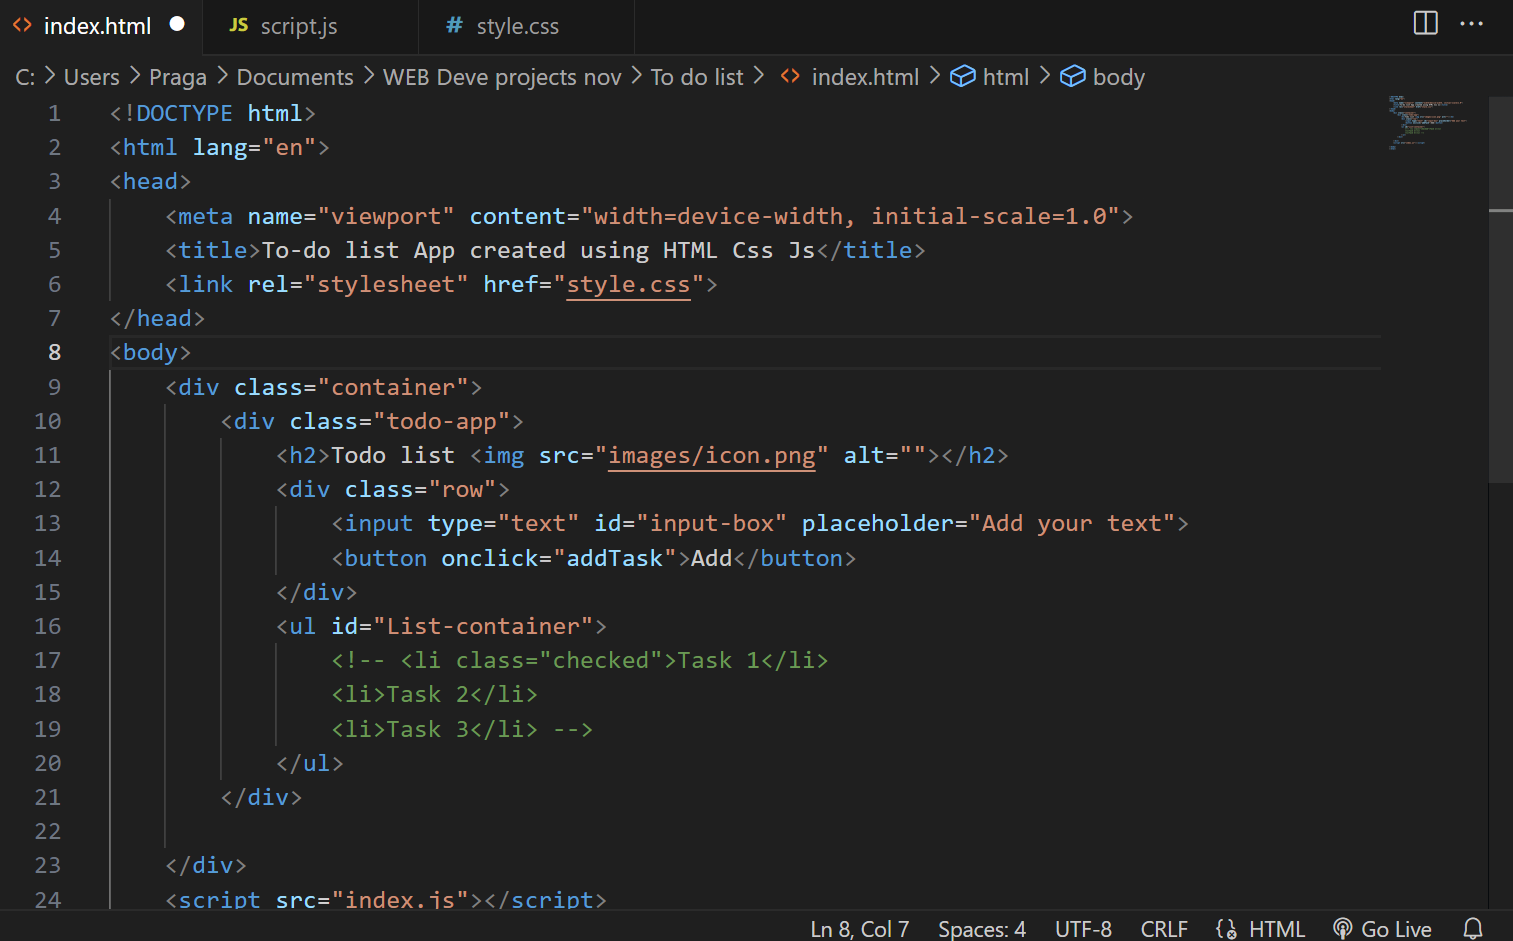 index.html JS script.js # style.css
C: > Users > Praga > Documents > WEB Deve projects nov > To do list > index.html > html > body
1 <!DOCTYPE html>
2 <html lang="en">
3 <head>
4 <meta name="viewport" content="width=device-width, initial-scale=1.0">
5 <title>To-do list App created using HTML Css Js</title>
6 <link rel="stylesheet" href="style.css">
7 </head>
8 <body>
9 <div class="container">
10 <div class="todo-app">
11 <h2>Todo list <img src="images/icon.png" alt=""></h2>
12 <div class="row">
13 <input type="text" id="input-box" placeholder="Add your text">
14 <button onclick="addTask">Add</button>
15 </div>
16 <ul id="List-container">
17 <!-- <li class="checked">Task 1</li>
18 <li>Task 2</li>
19 <li>Task 3</li> -->
20 </ul>
21 </div>
22
23 </div>
24 <script src="index.js"></script>
Ln 8, Col 7 Spaces: 4 UTF-8 CRLF HTML Go Live